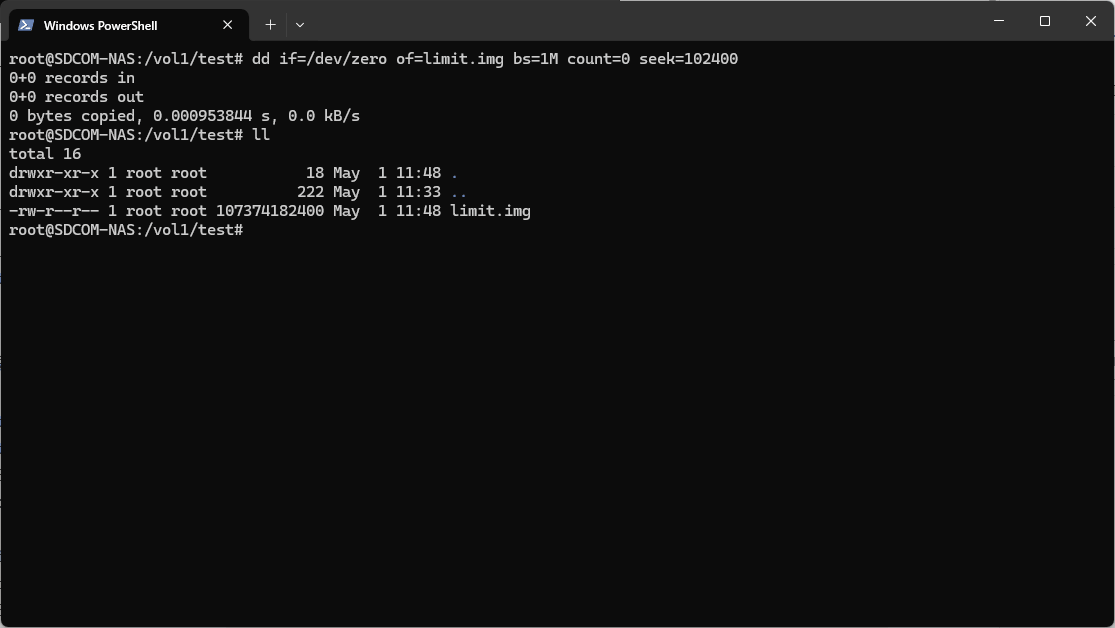 Windows PowerShell
root@SDCOM-NAS:/vol1/test# dd if=/dev/zero of=limit.img bs=1M count=0 seek=102400
0+0 records in
0+0 records out
0 bytes copied, 0.000953844 s, 0.0 kB/s
root@SDCOM-NAS:/vol1/test# ll
total 16
drwxr-xr-x 1 root root           18 May  1 11:48 .
drwxr-xr-x 1 root root          222 May  1 11:33 ..
-rw-r--r-- 1 root root 107374182400 May  1 11:48 limit.img
root@SDCOM-NAS:/vol1/test#